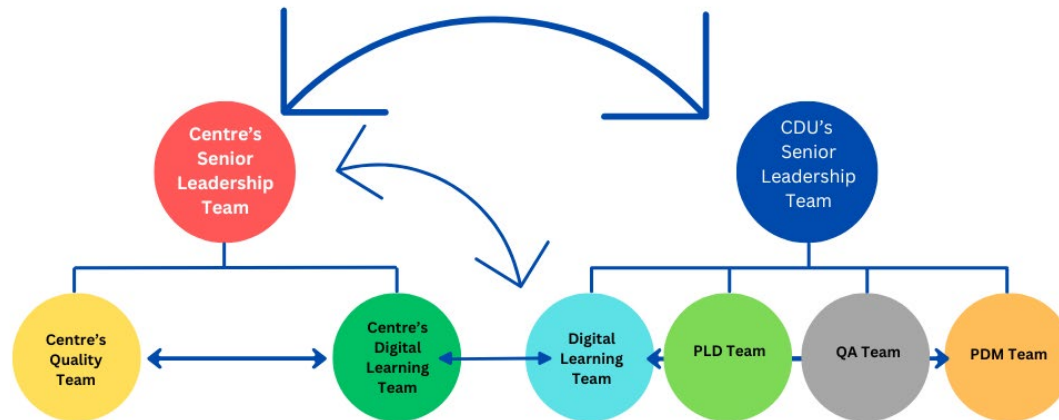 Centre's
Senior
Leadership
Team
CDU's
Senior
Leadership
Team
Centre's
Quality
Team
Centre's
Digital
Learning
Team
Digital
Learning
Team
PLD Team
QA Team
PDM Team